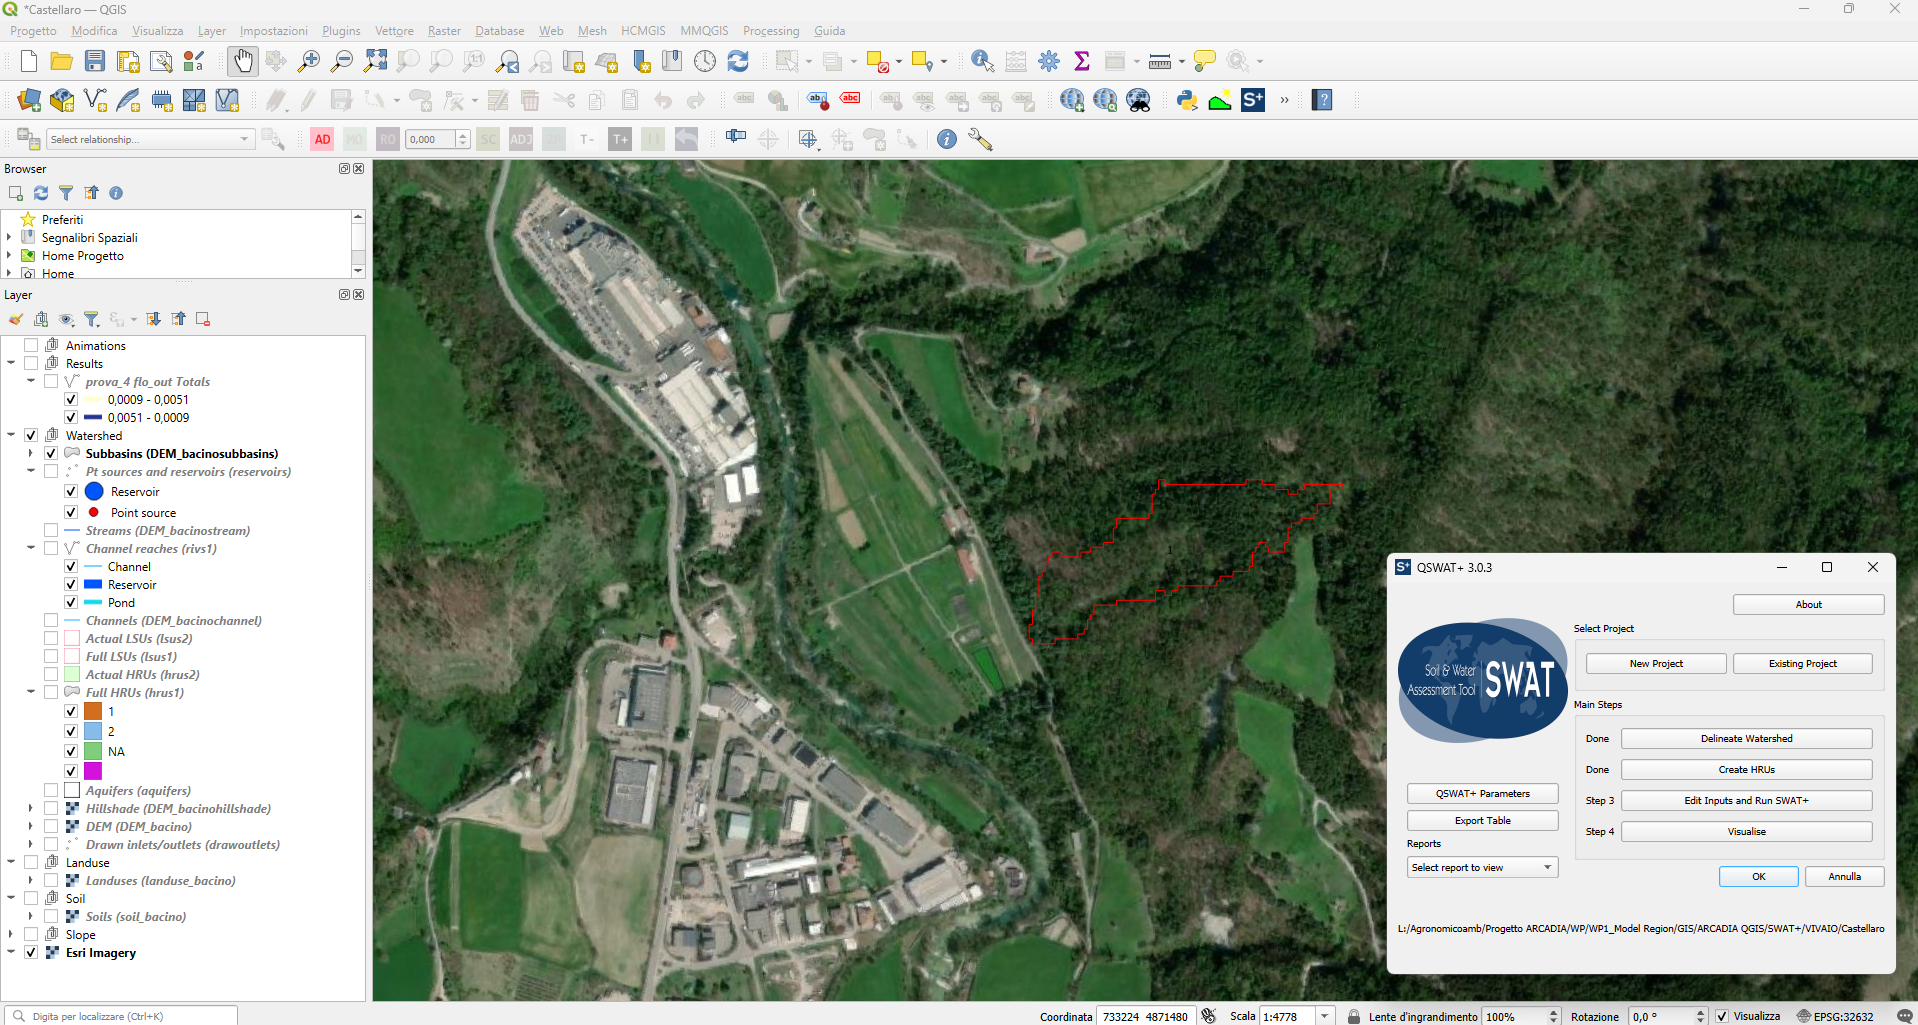 *Castellaro — QGIS
Progetto Modifica Visualizza Layer Impostazioni Plugins Vettore Raster Database Web Mesh HCMGIS MMQGIS Processing Guida
Select relationship...
AD
MO
RO
0,000
SC
ADJ
T-
T+
Browser
Preferiti
Segnalibri Spaziali
Home Progetto
Home
Layer
Animations
Results
prova_4 flo_out Totals
0,0009 - 0,0051
0,0051 - 0,0009
Watershed
Subbasins (DEM_bacinosubbasins)
Pt sources and reservoirs (reservoirs)
Reservoir
Point source
Streams (DEM_bacinostream)
Channel reaches (rivs1)
Channel
Reservoir
Pond
Channels (DEM_bacinochannel)
Actual LSUs (lsus2)
Full LSUs (lsus1)
Actual HRUs (hrus2)
Full HRUs (hrus1)
1
2
NA
Aquifers (aquifers)
Hillshade (DEM_bacinohillshade)
DEM (DEM_bacino)
Drawn inlets/outlets (drawoutlets)
Landuse
Landuses (landuse_bacino)
Soil
Soils (soil_bacino)
Slope
Esri Imagery
1
QSWAT+ 3.0.3
About
Soil & Water
Assessment Tool
SWAT
Select Project
New Project Existing Project
Main Steps
Done Delineate Watershed
Done Create HRUs
Step 3 Edit Inputs and Run SWAT+
Step 4 Visualise
QSWAT+ Parameters
Export Table
Reports
Select report to view
OK Annulla
L:/Agronomicoamb/Progetto ARCADIA/WP/WP1_Model Region/GIS/ARCADIA QGIS/SWAT+/VIVAIO/Castellaro
Digita per localizzare (Ctrl+K)
Coordinata 733224 4871480 Scala 1:4778 Lente d'ingrandimento 100% Rotazione 0,0 ° Visualizza EPSG:32632